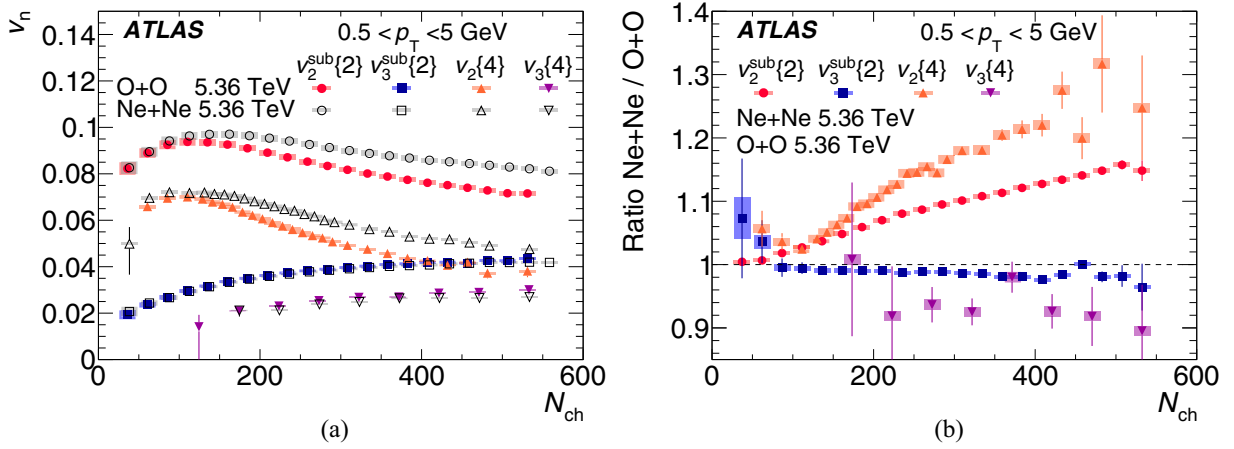 v_n
0.14
0.12
0.1
0.08
0.06
0.04
0.02
0
ATLAS 0.5 < p_T < 5 GeV
v_2^sub{2} v_3^sub{2} v_2{4} v_3{4}
O+O 5.36 TeV
Ne+Ne 5.36 TeV
0 200 400 600
N_ch
(a)
Ratio Ne+Ne / O+O
1.4
1.3
1.2
1.1
1
0.9
ATLAS 0.5 < p_T < 5 GeV
v_2^sub{2} v_3^sub{2} v_2{4} v_3{4}
Ne+Ne 5.36 TeV
O+O 5.36 TeV
0 200 400 600
N_ch
(b)